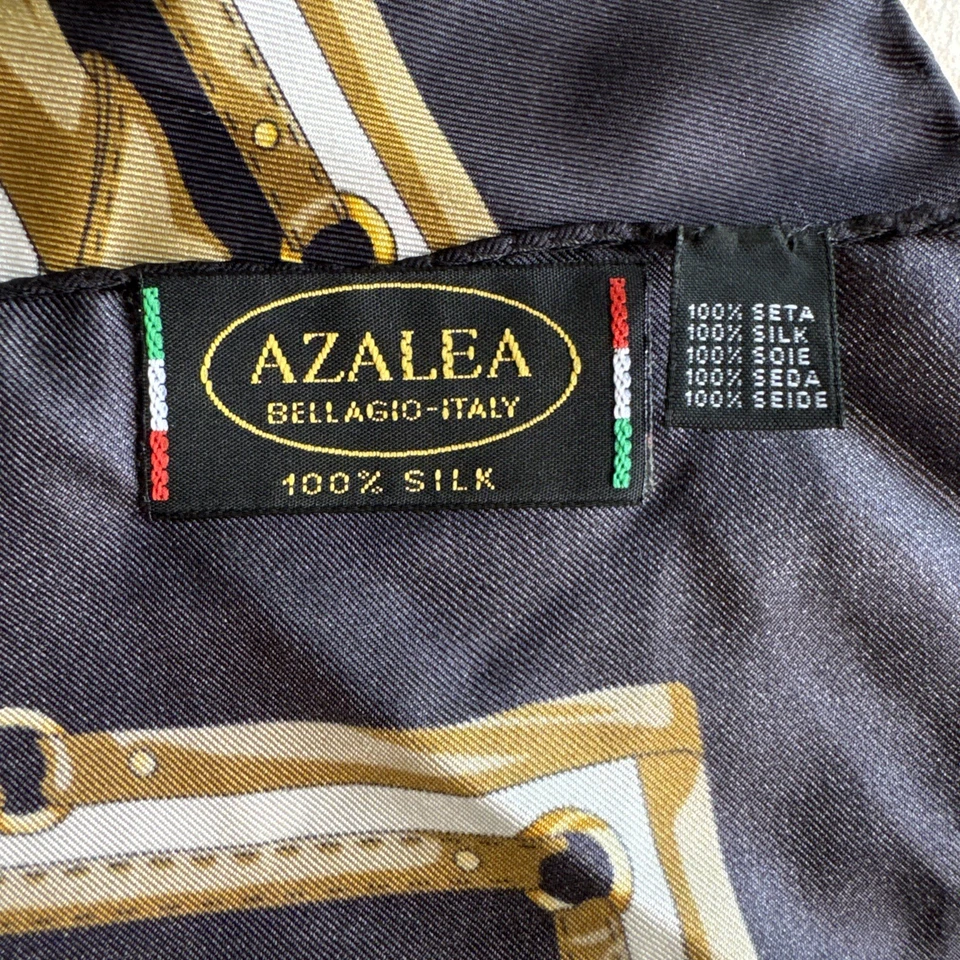 AZALEA
BELLAGIO-ITALY
100% SILK
100% SETA
100% SILK
100% SOIE
100% SEDA
100% SEIDE